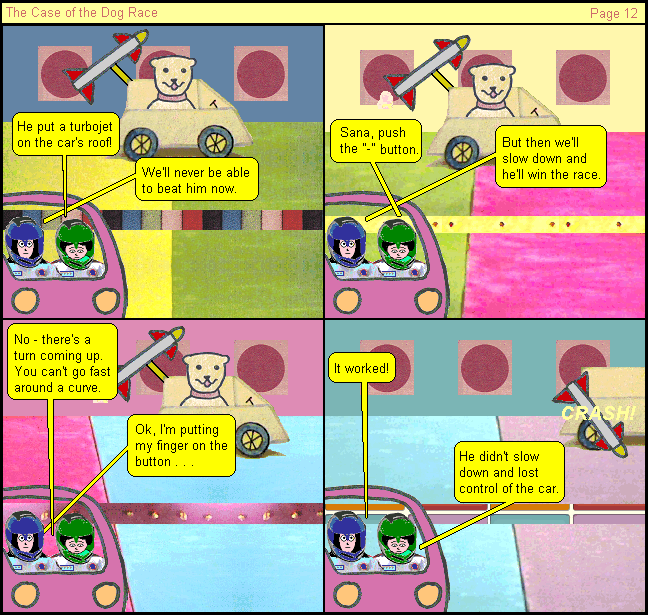 The Case of the Dog Race
Page 12
He put a turbojet
on the car's roof!
We'll never be able
to beat him now.
Sana, push
the "-" button.
But then we'll
slow down and
he'll win the race.
No - there's a
turn coming up.
You can't go fast
around a curve.
Ok, I'm putting
my finger on the
button . . .
It worked!
CRASH!
He didn't slow
down and lost
control of the car.